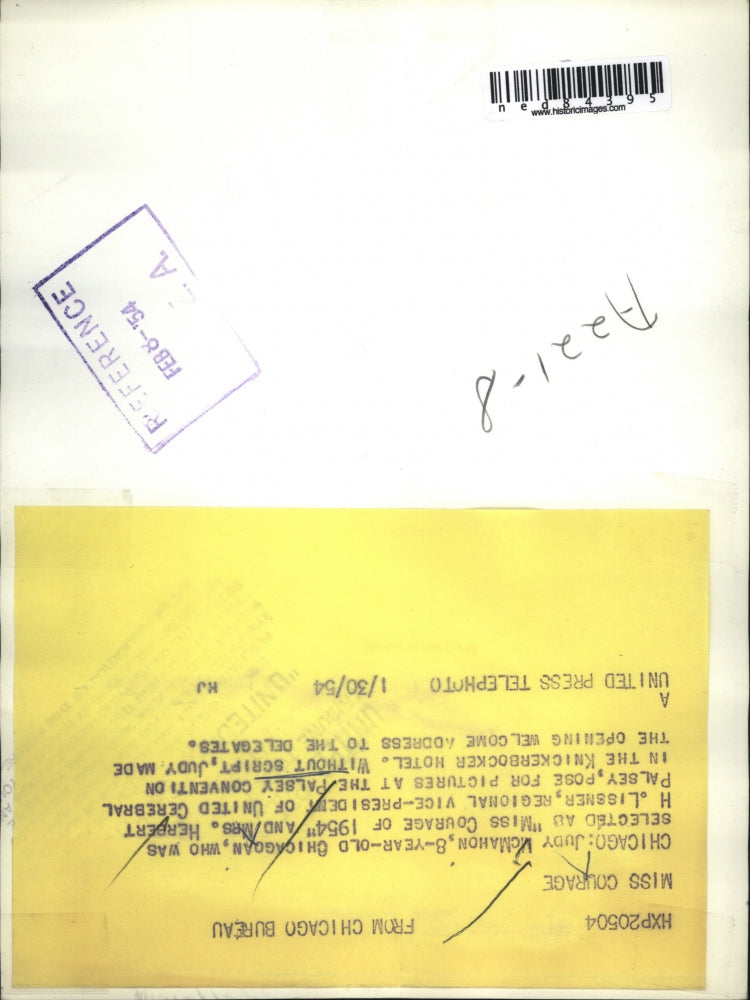 ned84395
www.historicimages.com
REFERENCE
FEB 8-'54
A.
A221-8
HXP20504 FROM CHICAGO BUREAU
MISS COURAGE
CHICAGO: JUDY MCMAHON, 8-YEAR-OLD CHICAGOAN, WHO WAS
SELECTED AS "MISS COURAGE OF 1954" AND MRS. HERBERT
H. LISSNER, REGIONAL VICE-PRESIDENT OF UNITED CEREBRAL
PALSEY, POSE FOR PICTURES AT THE PALSEY CONVENTION
IN THE KNICKERBOCKER HOTEL. WITHOUT SCRIPT, JUDY MADE
THE OPENING WELCOME ADDRESS TO THE DELEGATES.
A
UNITED PRESS TELEPHOTO 1/30/54 HJ